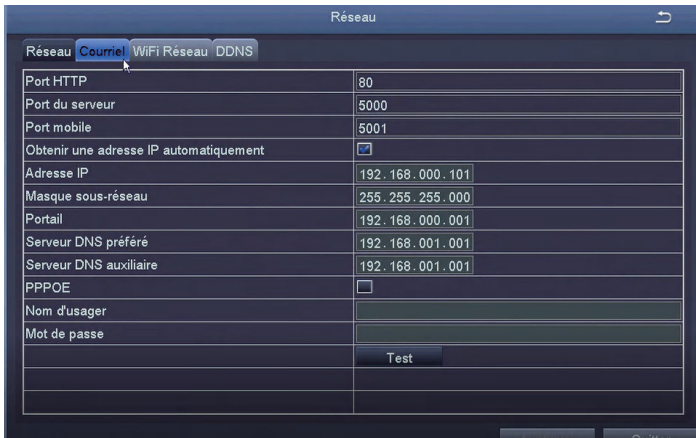 Réseau
Réseau Courriel WiFi Réseau DDNS
Port HTTP 80
Port du serveur 5000
Port mobile 5001
Obtenir une adresse IP automatiquement
Adresse IP 192.168.000.101
Masque sous-réseau 255.255.255.000
Portail 192.168.000.001
Serveur DNS préféré 192.168.001.001
Serveur DNS auxiliaire 192.168.001.001
PPPOE
Nom d'usager
Mot de passe
Test